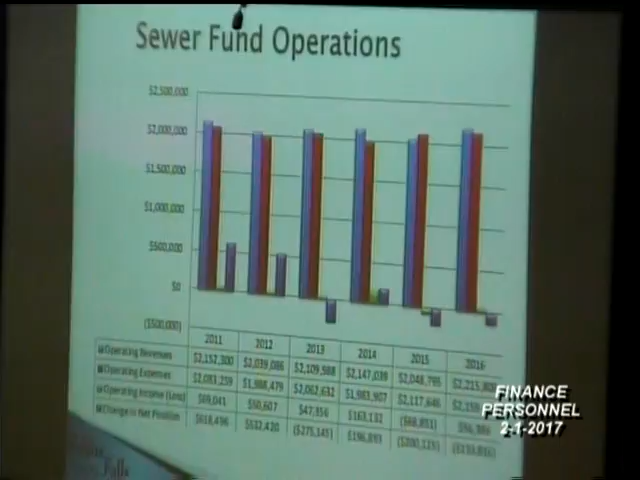 Sewer Fund Operations
$2,500,000
$2,000,000
$1,500,000
$1,000,000
$500,000
$0
($500,000)
2011 2012 2013 2014 2015 2016
Operating Revenues $2,152,300 $2,039,086 $2,109,988 $2,147,039 $2,048,795
Operating Expenses $2,083,259 $1,988,479 $2,062,632 $1,983,907 $2,117,646
Operating Income (Loss) $69,041 $50,607 $47,356 $163,132 (68,851)
Change in Net Position $618,496 $532,420 ($275,145) $196,893
Falls
FINANCE
PERSONNEL
2-1-2017